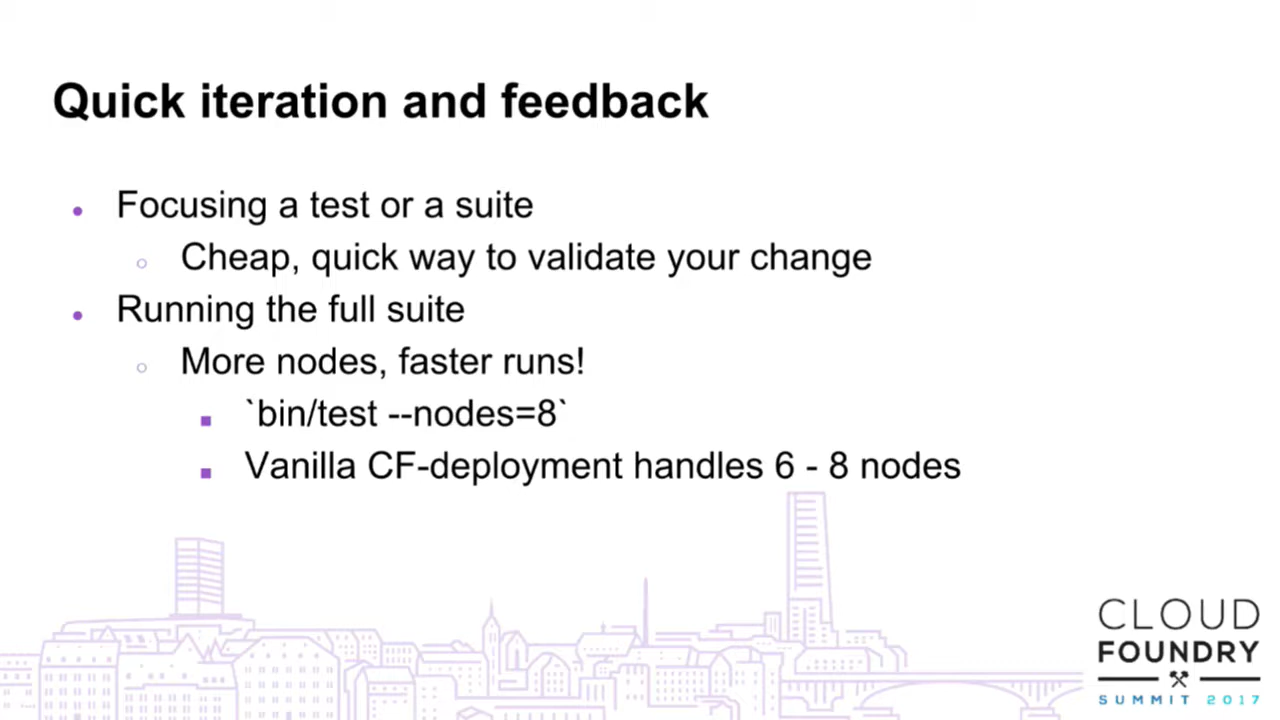 Quick iteration and feedback
Focusing a test or a suite
Cheap, quick way to validate your change
Running the full suite
More nodes, faster runs!
`bin/test --nodes=8`
Vanilla CF-deployment handles 6 - 8 nodes
CLOUD
FOUNDRY
SUMMIT 2017